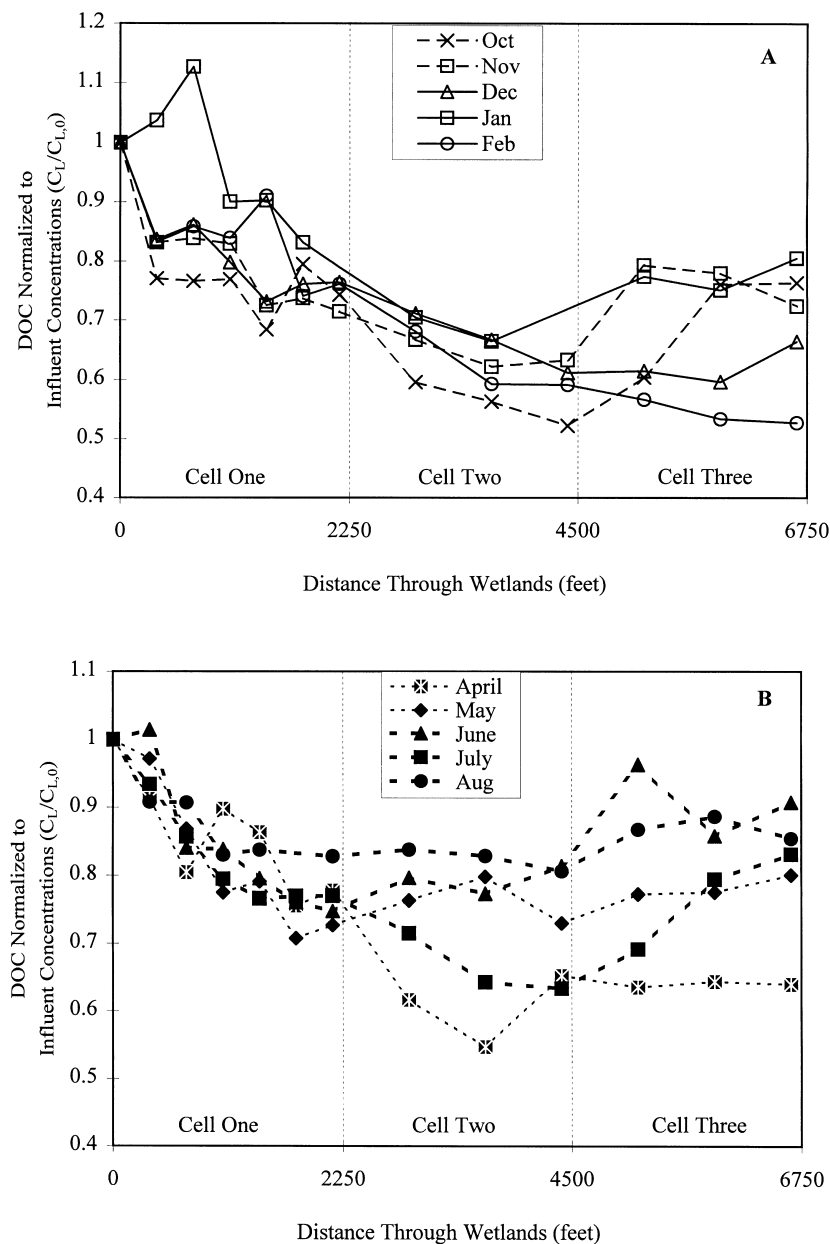 1.2
1.1
1
0.9
0.8
0.7
0.6
0.5
0.4
DOC Normalized to
Influent Concentrations (C_L/C_L,0)
Oct
Nov
Dec
Jan
Feb
A
Cell One
Cell Two
Cell Three
0
2250
4500
6750
Distance Through Wetlands (feet)
1.1
1
0.9
0.8
0.7
0.6
0.5
0.4
DOC Normalized to
Influent Concentrations (C_L/C_L,0)
April
May
June
July
Aug
B
Cell One
Cell Two
Cell Three
0
2250
4500
6750
Distance Through Wetlands (feet)